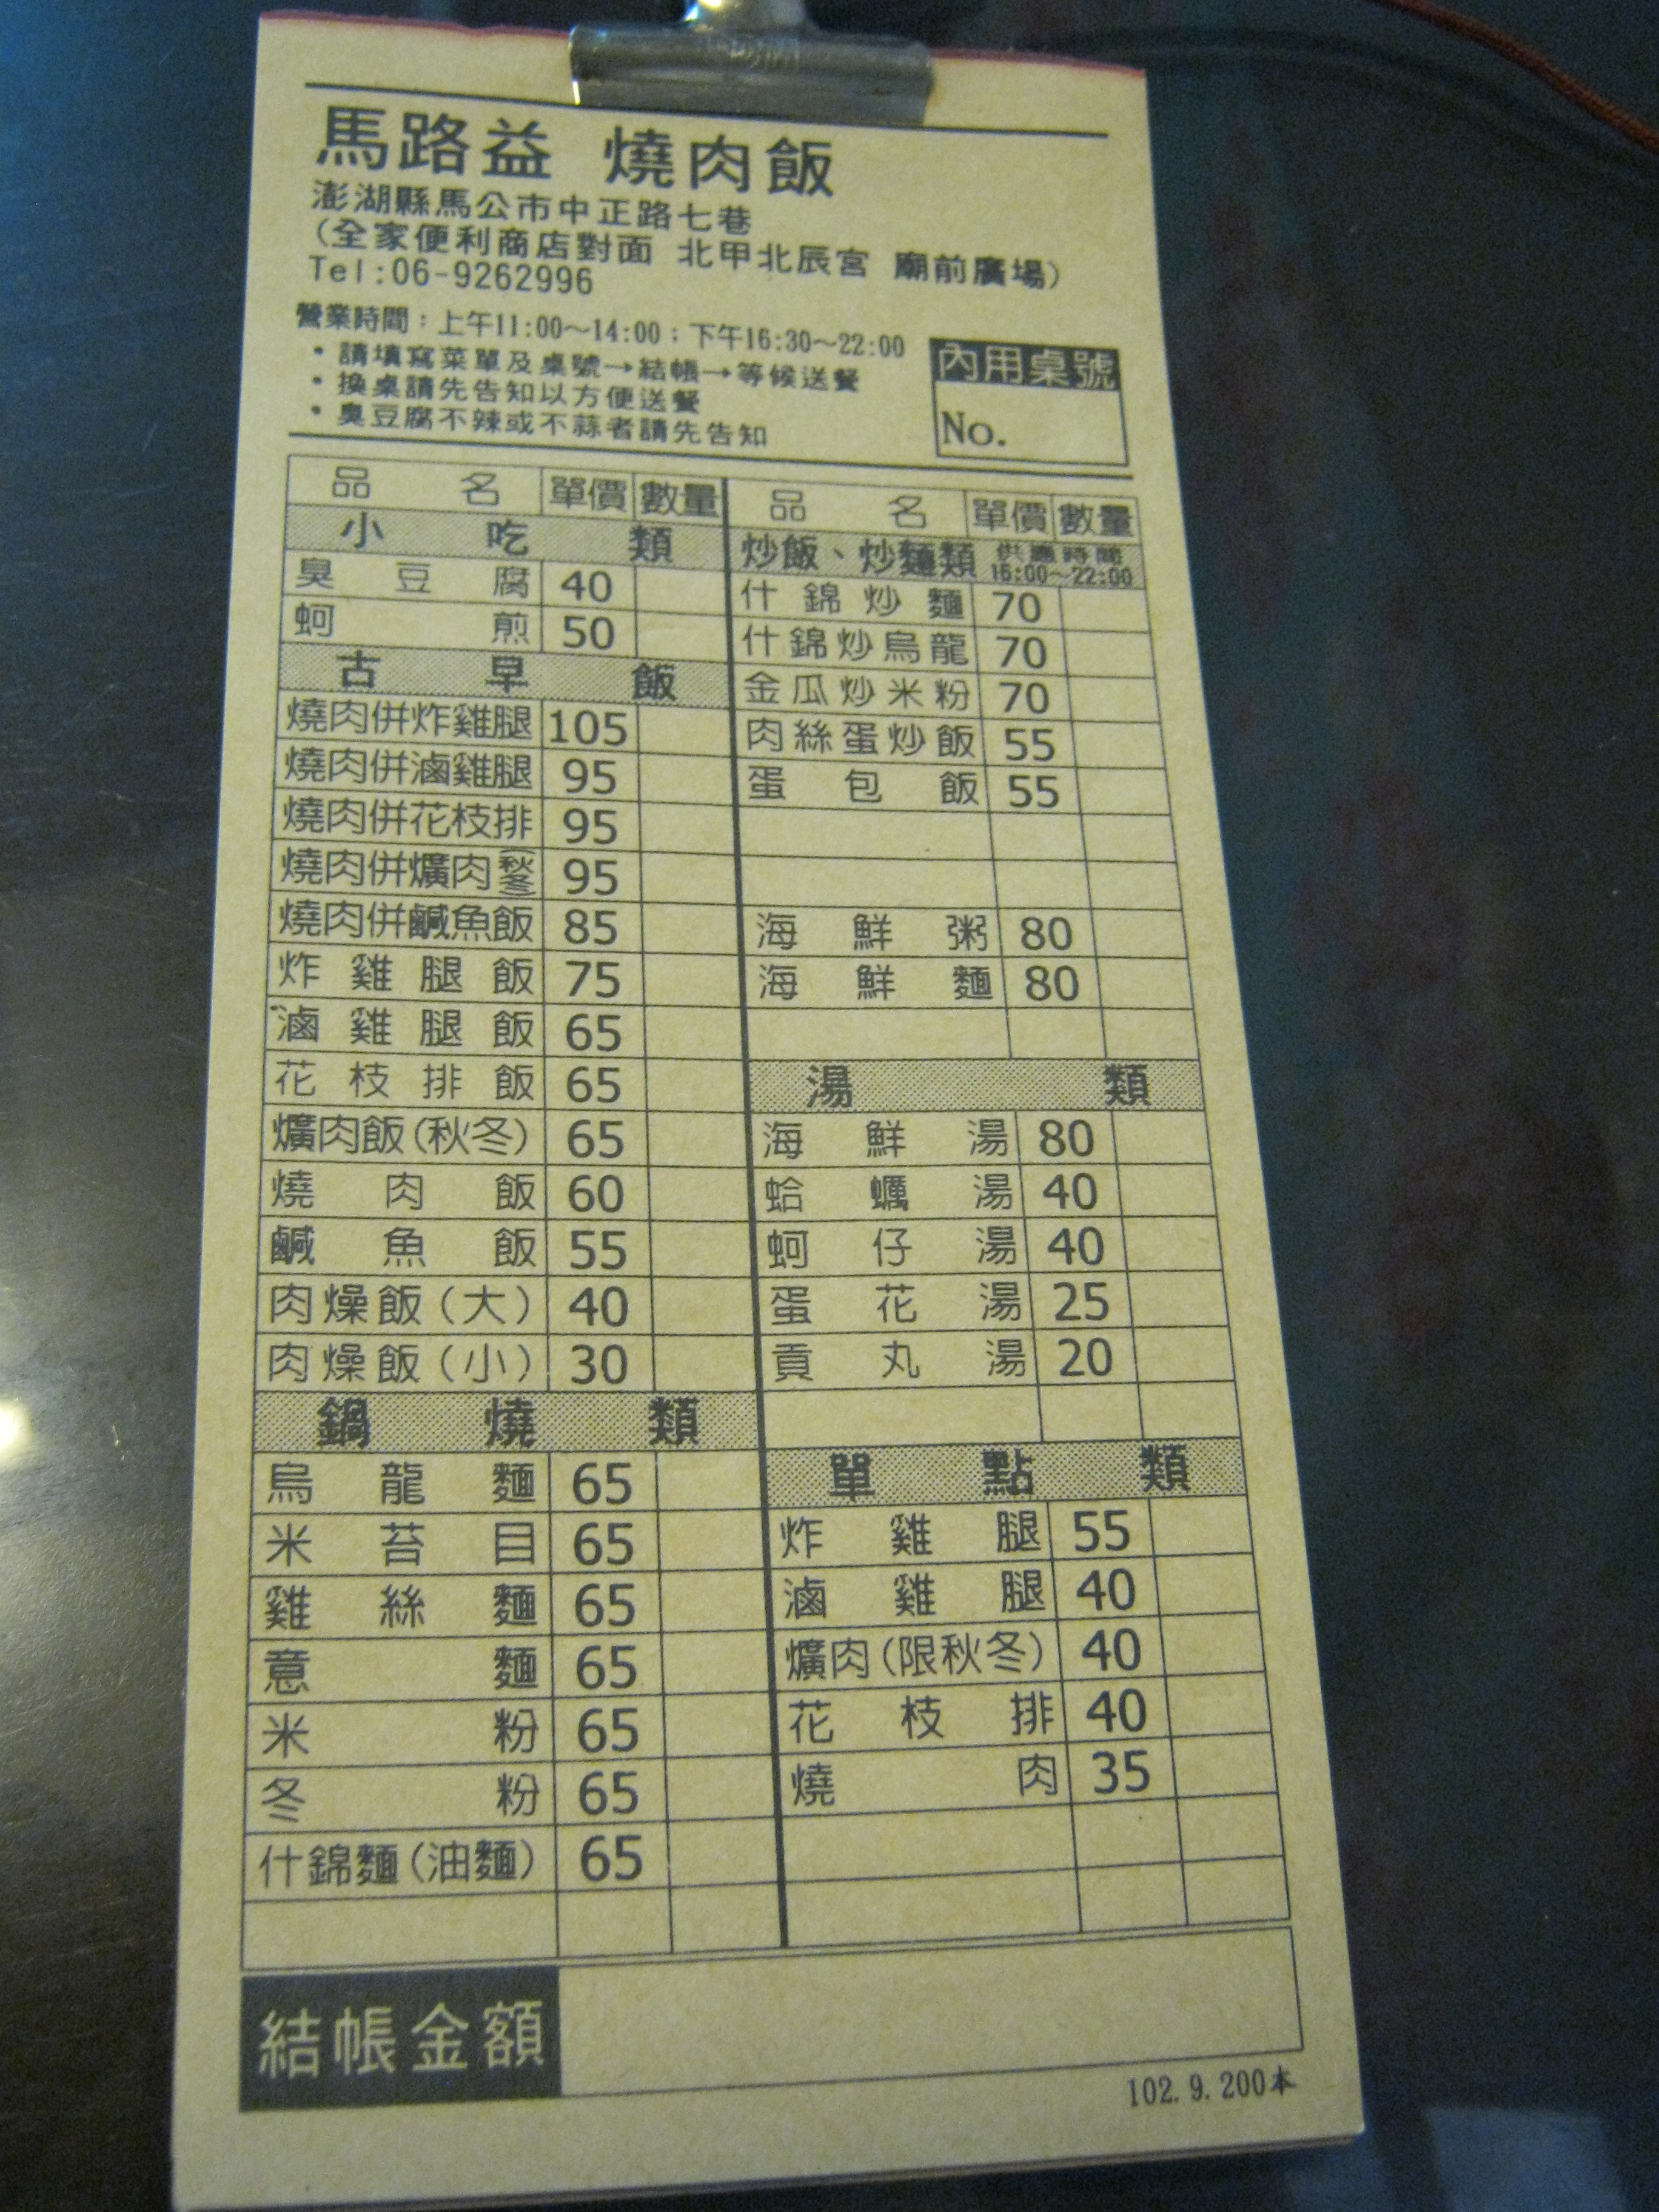 馬路益 燒肉飯
澎湖縣馬公市中正路七巷
(全家便利商店對面 北甲北辰宮 廟前廣場)
Tel:06-9262996
營業時間：上午11:00～14:00；下午16:30～22:00
・請填寫菜單及桌號→結帳→等候送餐
・換桌請先告知以方便送餐
・臭豆腐不辣或不蒜者請先告知
內用桌號
No.
品名 單價 數量
小吃類
臭豆腐 40
蚵煎 50
古早飯
燒肉併炸雞腿 105
燒肉併滷雞腿 95
燒肉併花枝排 95
燒肉併爌肉(秋冬) 95
燒肉併鹹魚飯 85
炸雞腿飯 75
滷雞腿飯 65
花枝排飯 65
爌肉飯(秋冬) 65
燒肉飯 60
鹹魚飯 55
肉燥飯(大) 40
肉燥飯(小) 30
鍋燒類
烏龍麵 65
米苔目 65
雞絲麵 65
意麵 65
米粉 65
冬粉 65
什錦麵(油麵) 65
品名 單價 數量
炒飯、炒麵類 供應時間
16:00～22:00
什錦炒麵 70
什錦炒烏龍 70
金瓜炒米粉 70
肉絲蛋炒飯 55
蛋包飯 55
海鮮粥 80
海鮮麵 80
湯類
海鮮湯 80
蛤蠣湯 40
蚵仔湯 40
蛋花湯 25
貢丸湯 20
單點類
炸雞腿 55
滷雞腿 40
爌肉(限秋冬) 40
花枝排 40
燒肉 35
結帳金額
102.9.200本